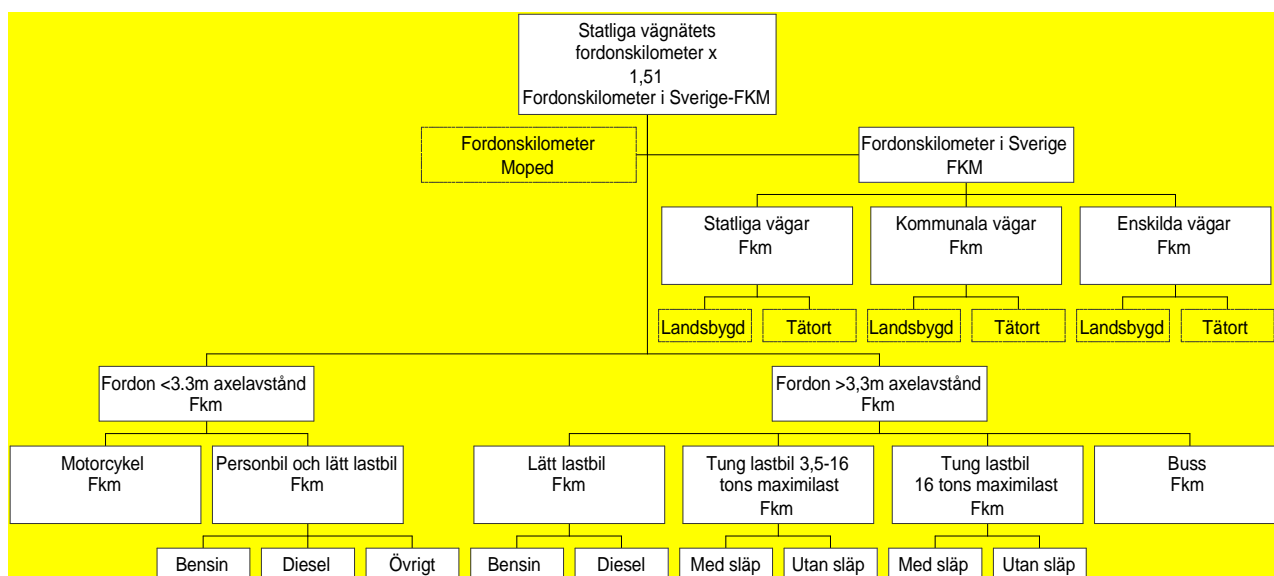 Statliga vägnätets
fordonskilometer x
1,51
Fordonskilometer i Sverige-FKM
Fordonskilometer
Moped
Fordonskilometer i Sverige
FKM
Statliga vägar
Fkm
Kommunala vägar
Fkm
Enskilda vägar
Fkm
Landsbygd
Tätort
Landsbygd
Tätort
Landsbygd
Tätort
Fordon <3.3m axelavstånd
Fkm
Fordon >3,3m axelavstånd
Fkm
Motorcykel
Fkm
Personbil och lätt lastbil
Fkm
Lätt lastbil
Fkm
Tung lastbil 3,5-16
tons maximilast
Fkm
Tung lastbil
16 tons maximilast
Fkm
Buss
Fkm
Bensin
Diesel
Övrigt
Bensin
Diesel
Med släp
Utan släp
Med släp
Utan släp